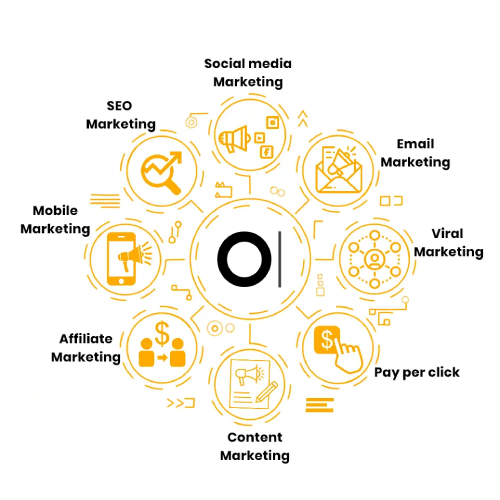 Social media
Marketing
SEO
Marketing
Email
Marketing
Mobile
Marketing
Viral
Marketing
Affiliate
Marketing
$
$
Pay per click
Content
Marketing